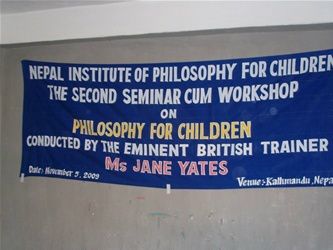 NEPAL INSTITUTE OF PHILOSOPHY FOR CHILDREN
THE SECOND SEMINAR CUM WORKSHOP
ON
PHILOSOPHY FOR CHILDREN
CONDUCTED BY THE EMINENT BRITISH TRAINER
Ms JANE YATES
Date:- November 5, 2009
Venue:- Kathmandu, Nepa